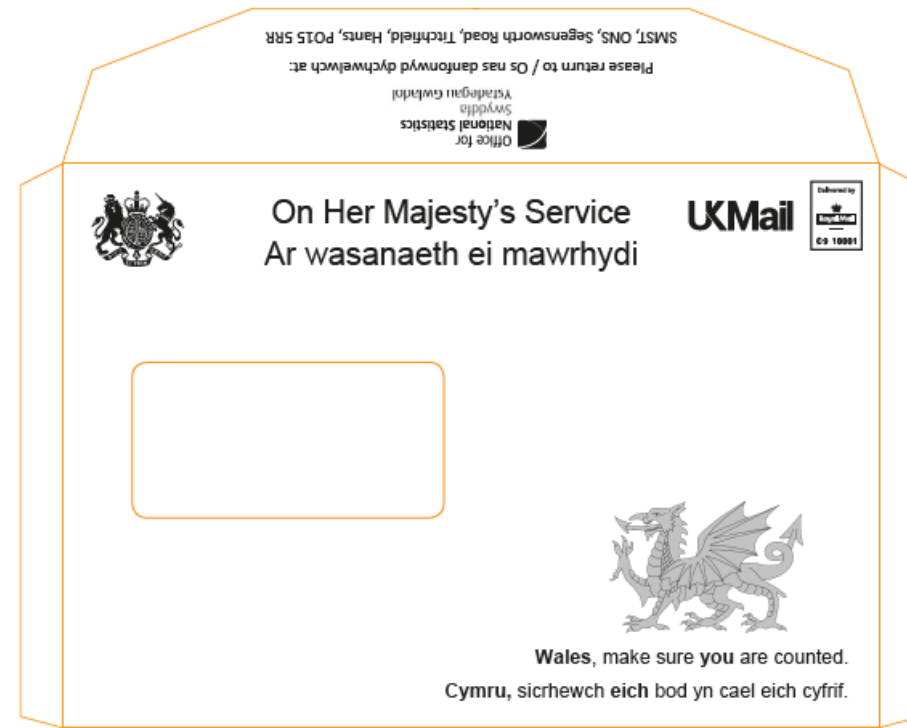 Office for
National Statistics
Swyddfa
Ystadegau Gwladol
Please return to / Os nas danfonwyd dychwelwch at:
SMST, ONS, Segensworth Road, Titchfield, Hants, PO15 5RR
On Her Majesty's Service
Ar wasanaeth ei mawrhydi
UKMail
Delivered by
Royal Mail
C9 10001
Wales, make sure you are counted.
Cymru, sicrhewch eich bod yn cael eich cyfrif.